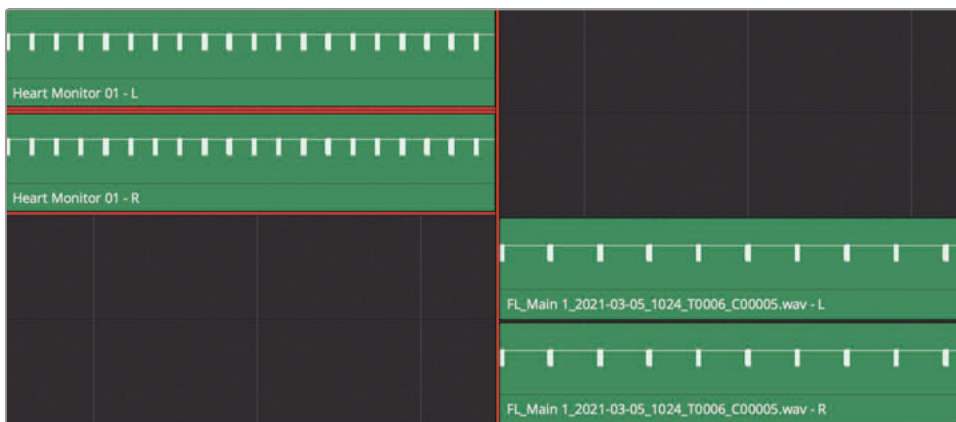 Heart Monitor 01 - L
Heart Monitor 01 - R
FL_Main 1_2021-03-05_1024_T0006_C00005.wav - L
FL_Main 1_2021-03-05_1024_T0006_C00005.wav - R